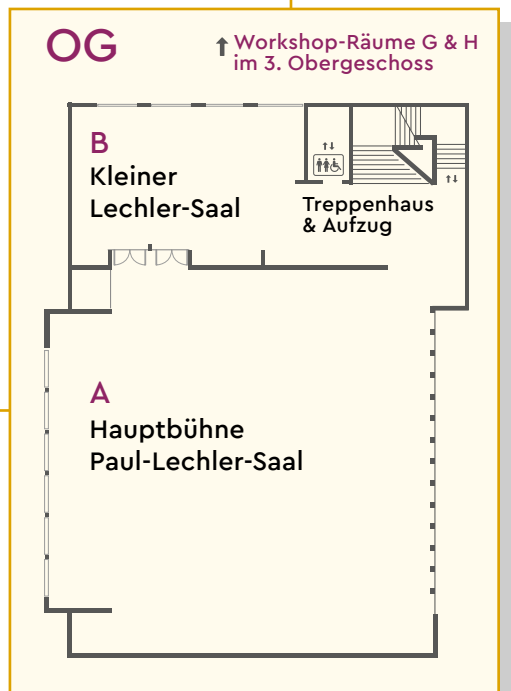 OG
↑ Workshop-Räume G & H
im 3. Obergeschoss
B
Kleiner
Lechler-Saal
Treppenhaus
& Aufzug
A
Hauptbühne
Paul-Lechler-Saal